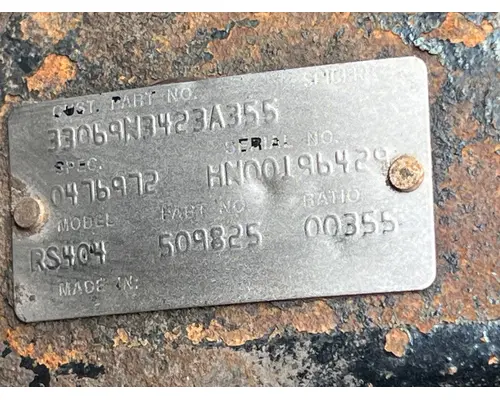 CUST. PART NO. SPICER®
33069N3423A355
SPEC. SERIAL NO.
0476972 HN00196429
MODEL PART NO. RATIO
RS404 509825 00355
MADE IN: